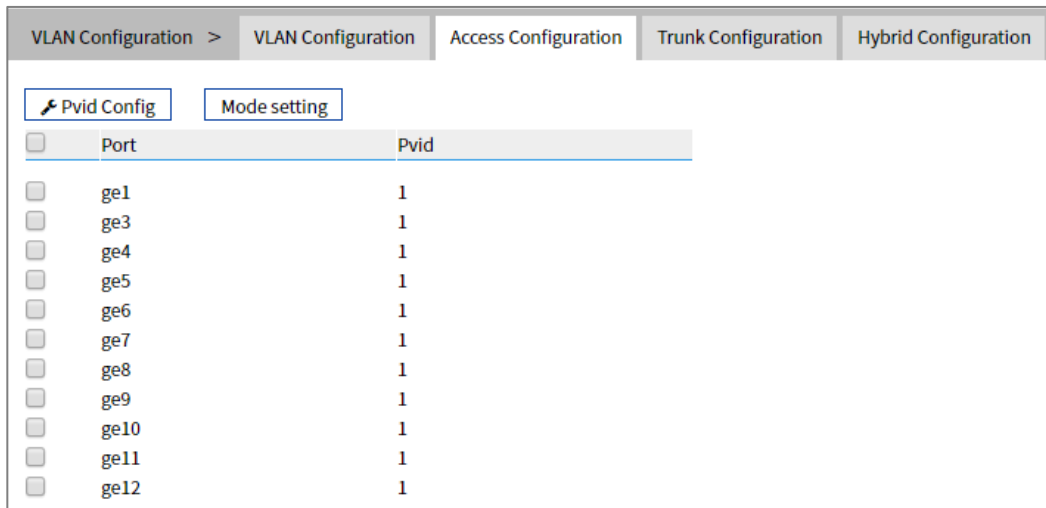 VLAN Configuration > VLAN Configuration Access Configuration Trunk Configuration Hybrid Configuration
Pvid Config Mode setting
Port Pvid
ge1 1
ge3 1
ge4 1
ge5 1
ge6 1
ge7 1
ge8 1
ge9 1
ge10 1
ge11 1
ge12 1